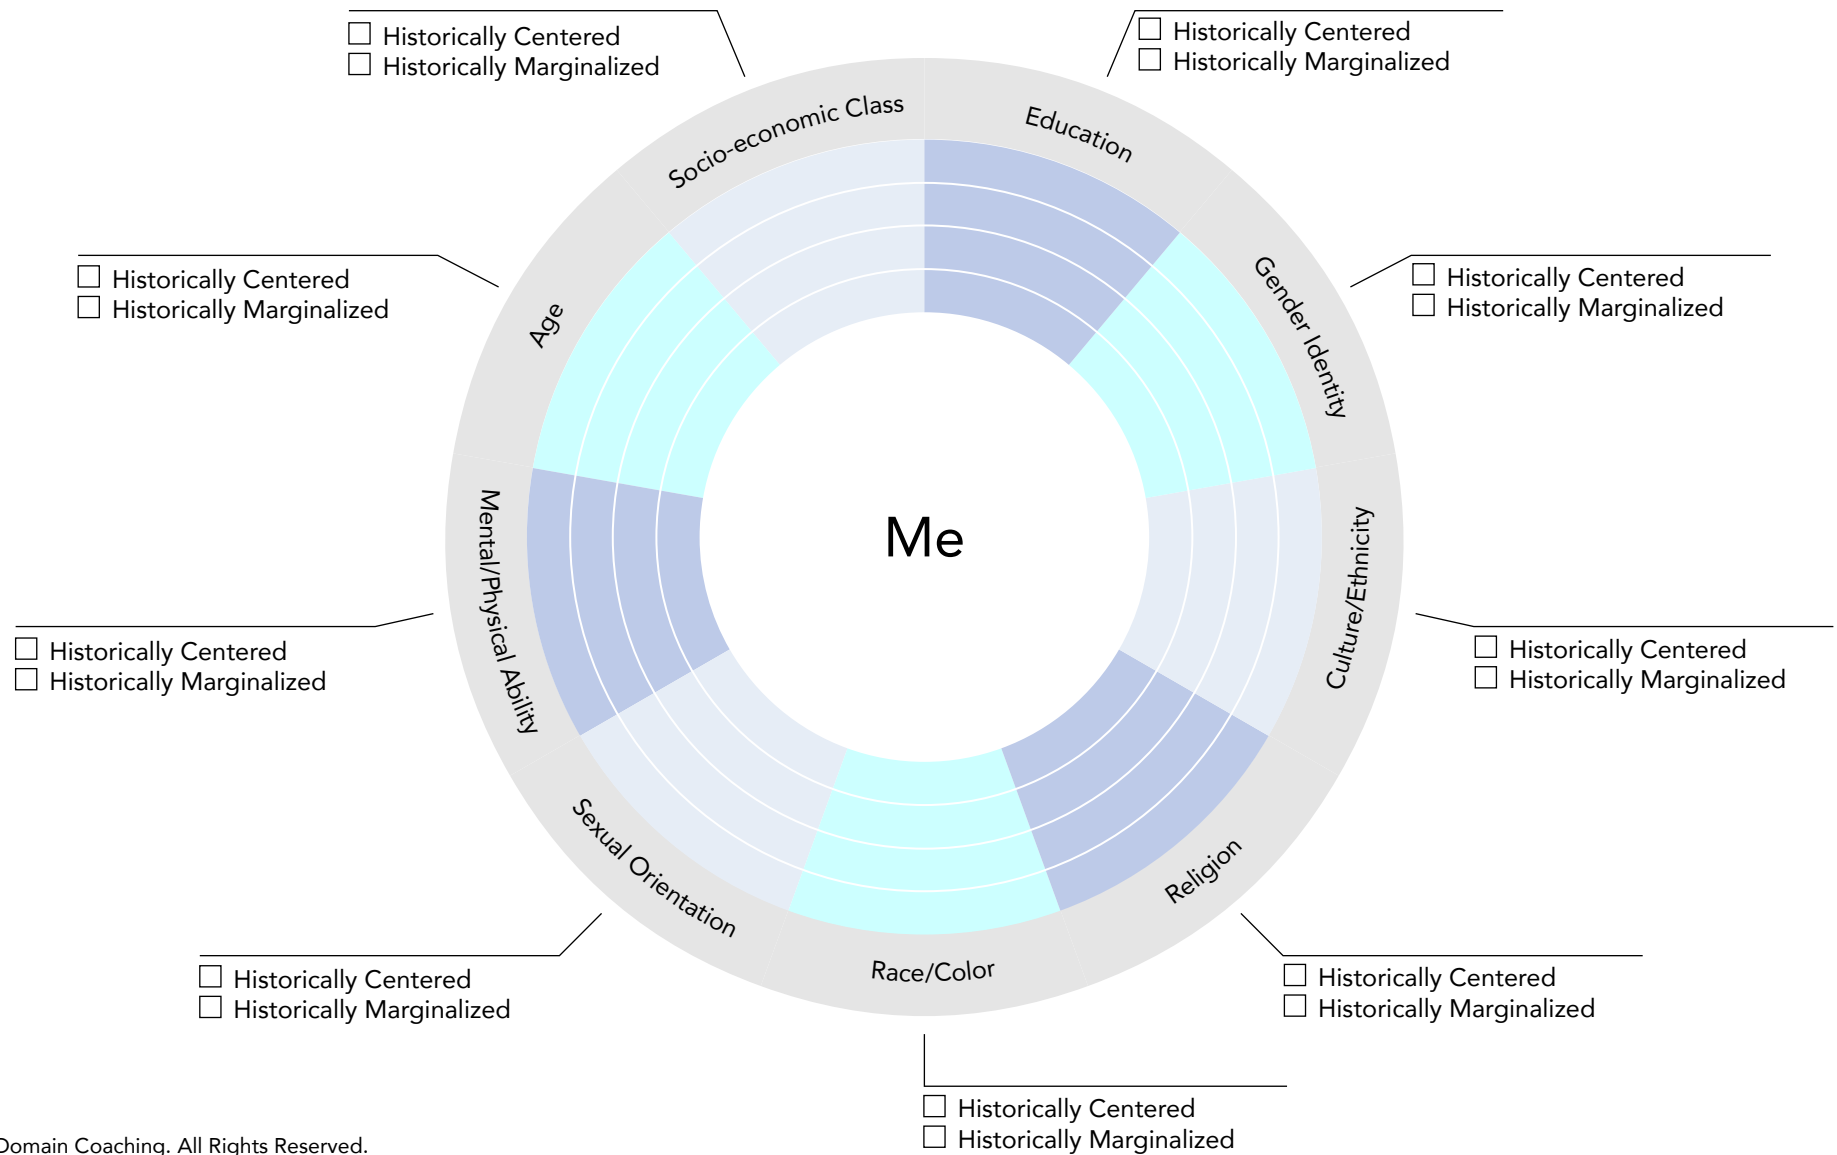 Historically Centered
Historically Marginalized
Historically Centered
Historically Marginalized
Socio-economic Class
Education
Historically Centered
Historically Marginalized
Age
Gender Identity
Historically Centered
Historically Marginalized
Me
Mental/Physical Ability
Culture/Ethnicity
Historically Centered
Historically Marginalized
Historically Centered
Historically Marginalized
Sexual Orientation
Religion
Race/Color
Historically Centered
Historically Marginalized
Historically Centered
Historically Marginalized
Historically Centered
Historically Marginalized
Domain Coaching. All Rights Reserved.